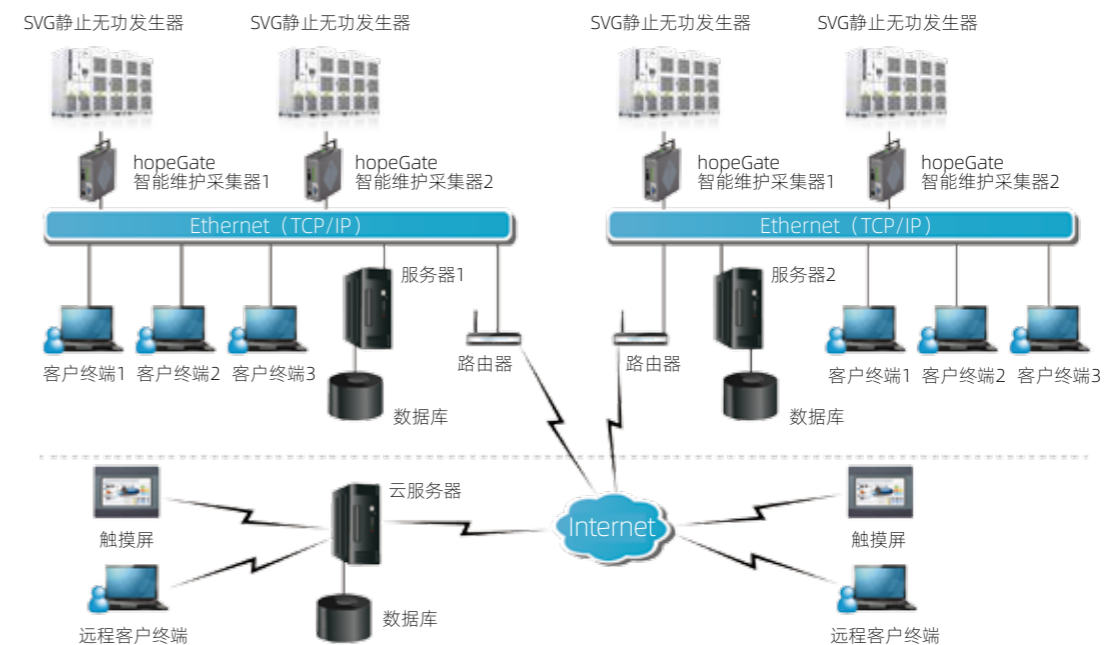 SVG静止无功发生器
SVG静止无功发生器
SVG静止无功发生器
SVG静止无功发生器
hopeGate
智能维护采集器1
hopeGate
智能维护采集器2
hopeGate
智能维护采集器1
hopeGate
智能维护采集器2
Ethernet（TCP/IP）
Ethernet（TCP/IP）
服务器1
服务器2
客户终端1
客户终端2
客户终端3
路由器
路由器
客户终端1
客户终端2
客户终端3
数据库
数据库
云服务器
Internet
触摸屏
触摸屏
数据库
远程客户终端
远程客户终端